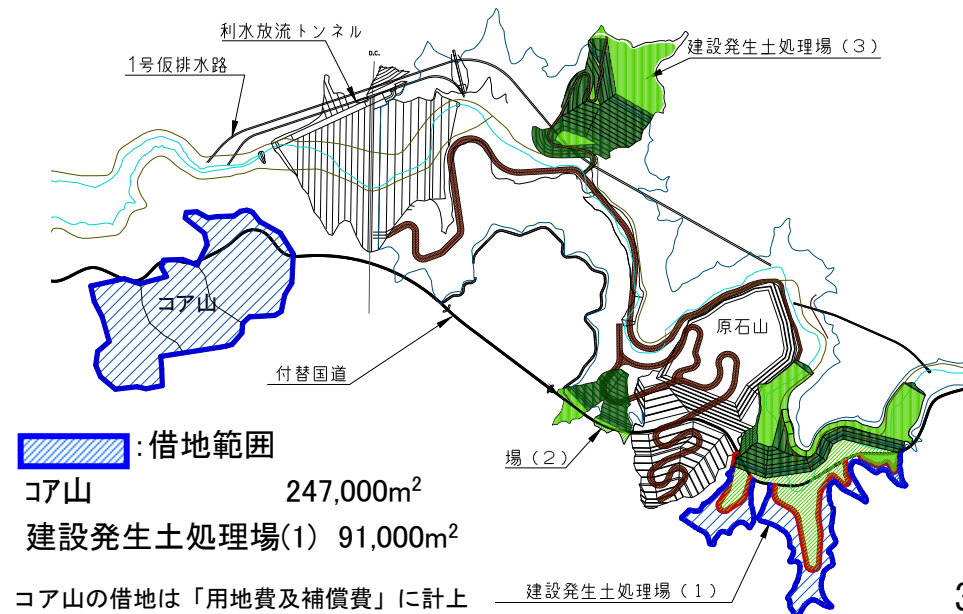 利水放流トンネル
D.C.
建設発生土処理場（3）
1号仮排水路
コア山
原石山
付替国道
場（2）
：借地範囲
コア山 247,000m²
建設発生土処理場(1) 91,000m²
建設発生土処理場（1）
コア山の借地は「用地費及補償費」に計上
3